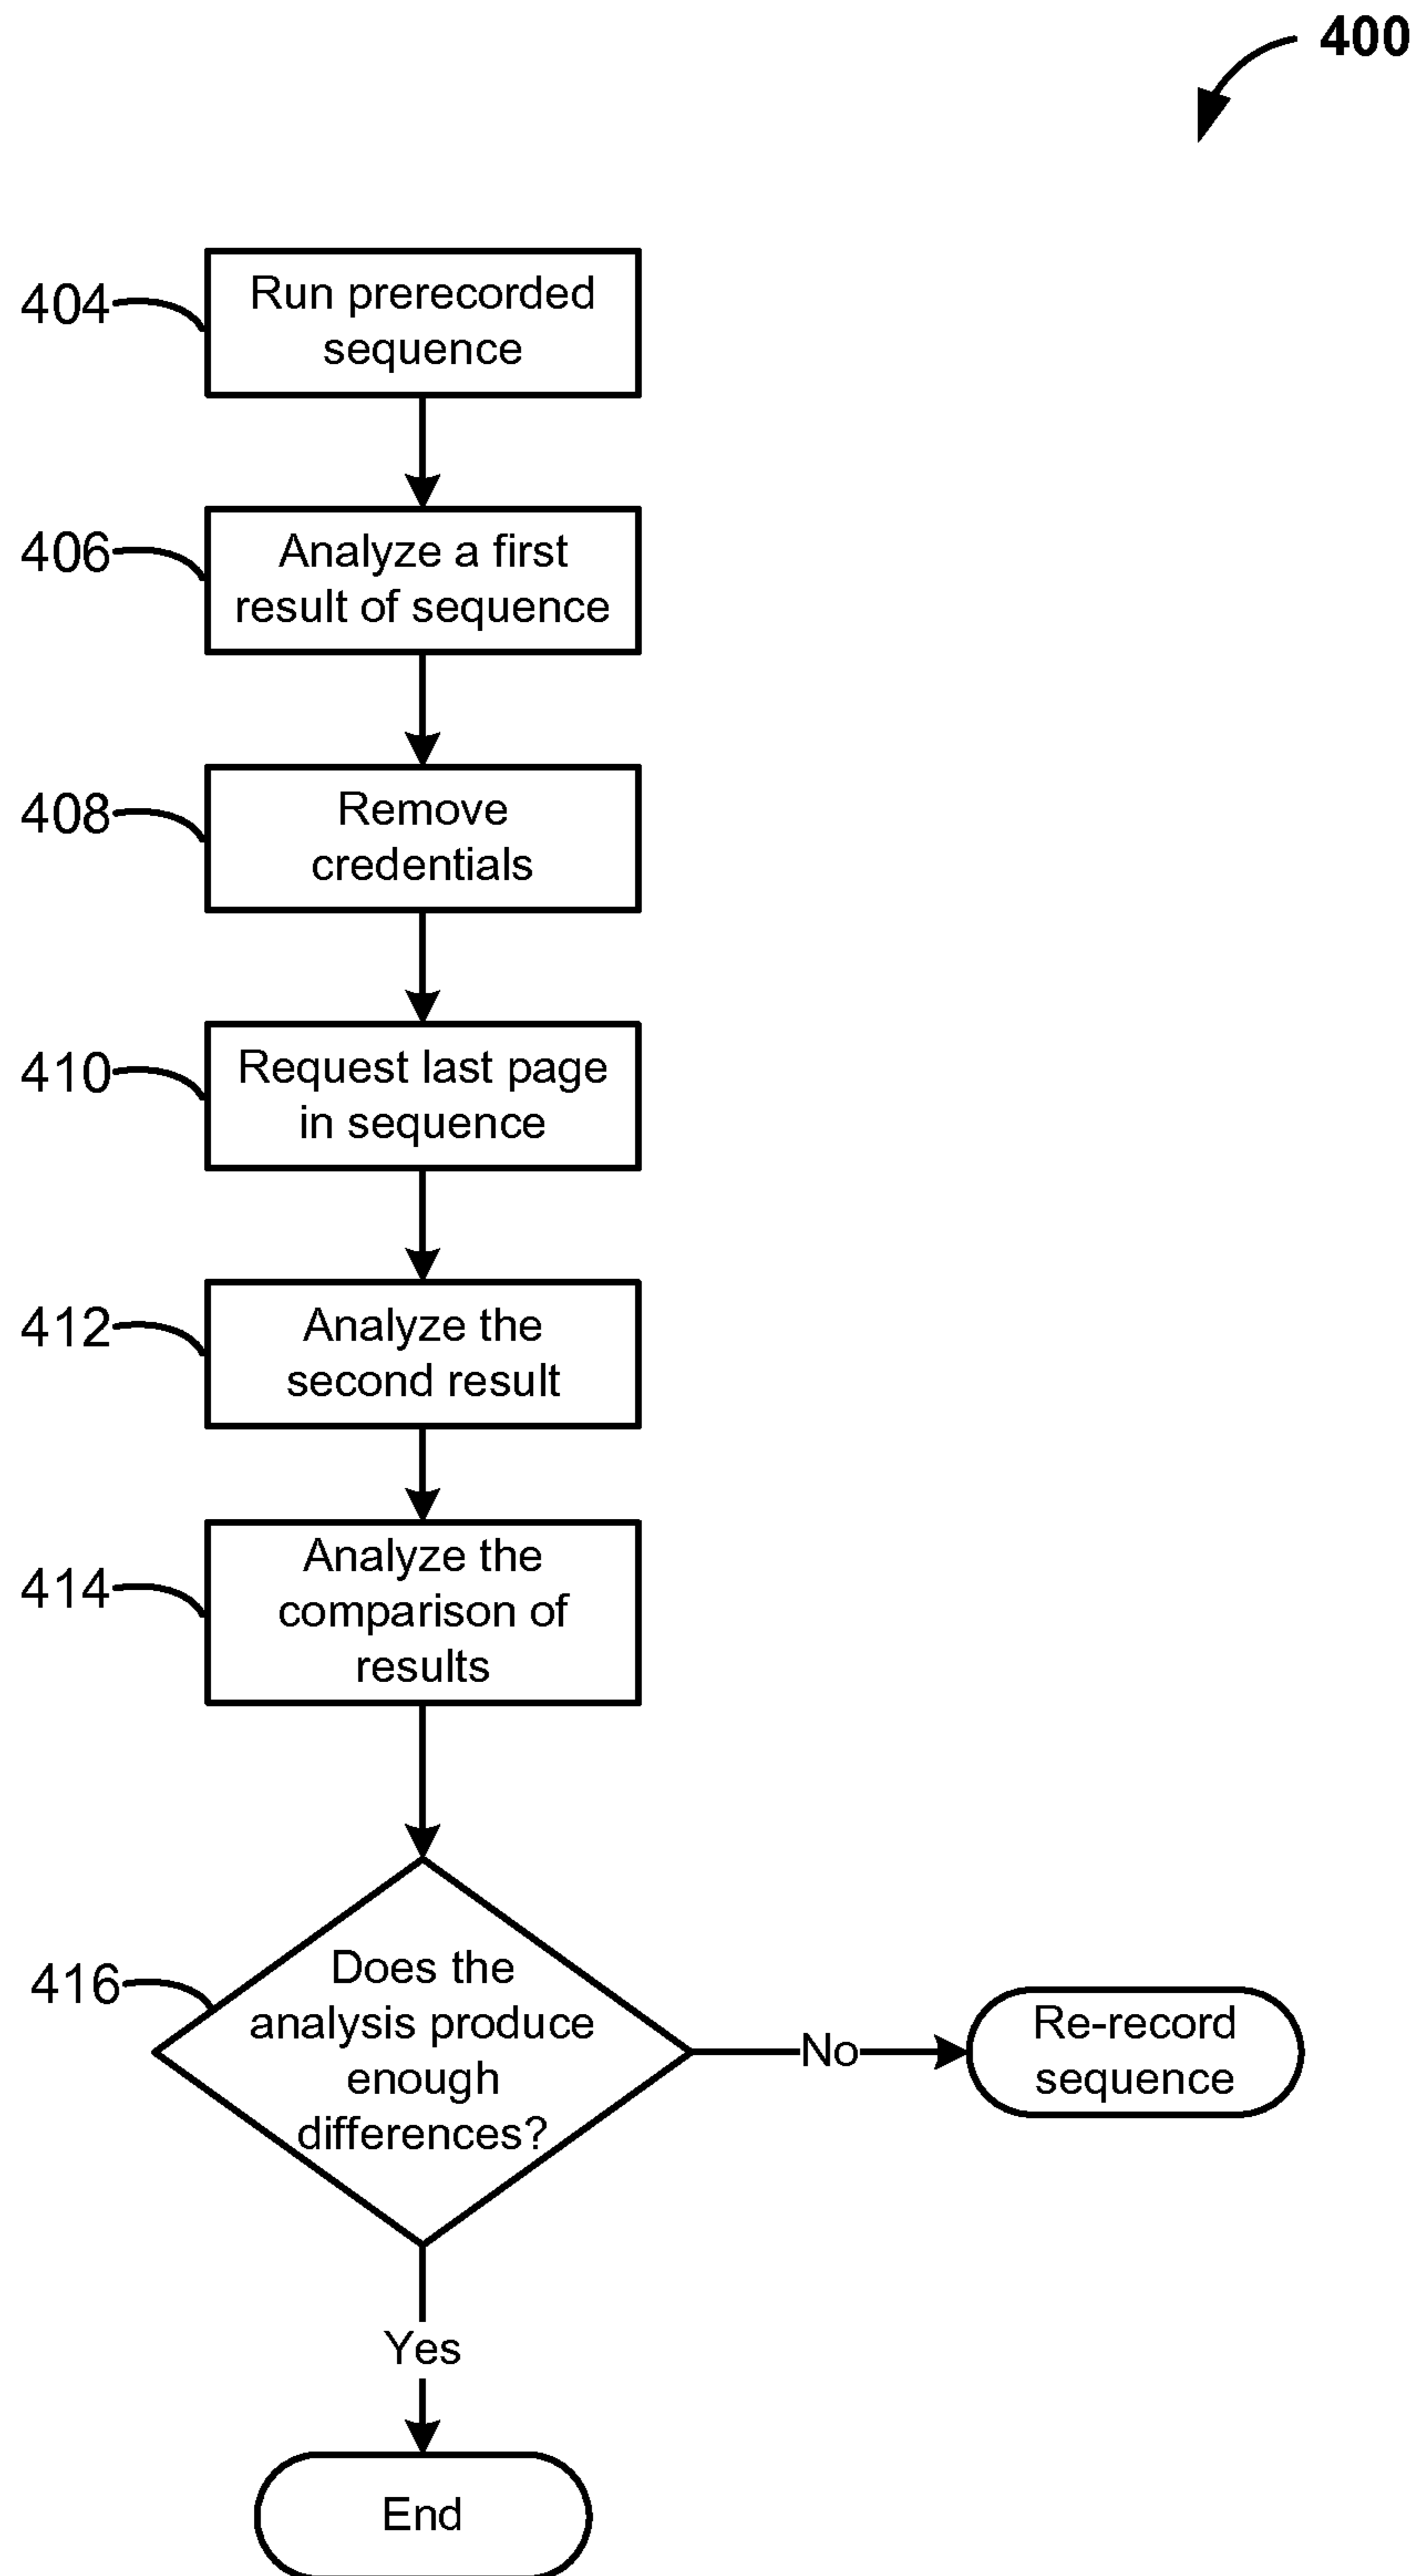 400
404
Run prerecorded
sequence
406
Analyze a first
result of sequence
408
Remove
credentials
410
Request last page
in sequence
412
Analyze the
second result
414
Analyze the
comparison of
results
416
Does the
analysis produce
enough
differences?
No
Re-record
sequence
Yes
End